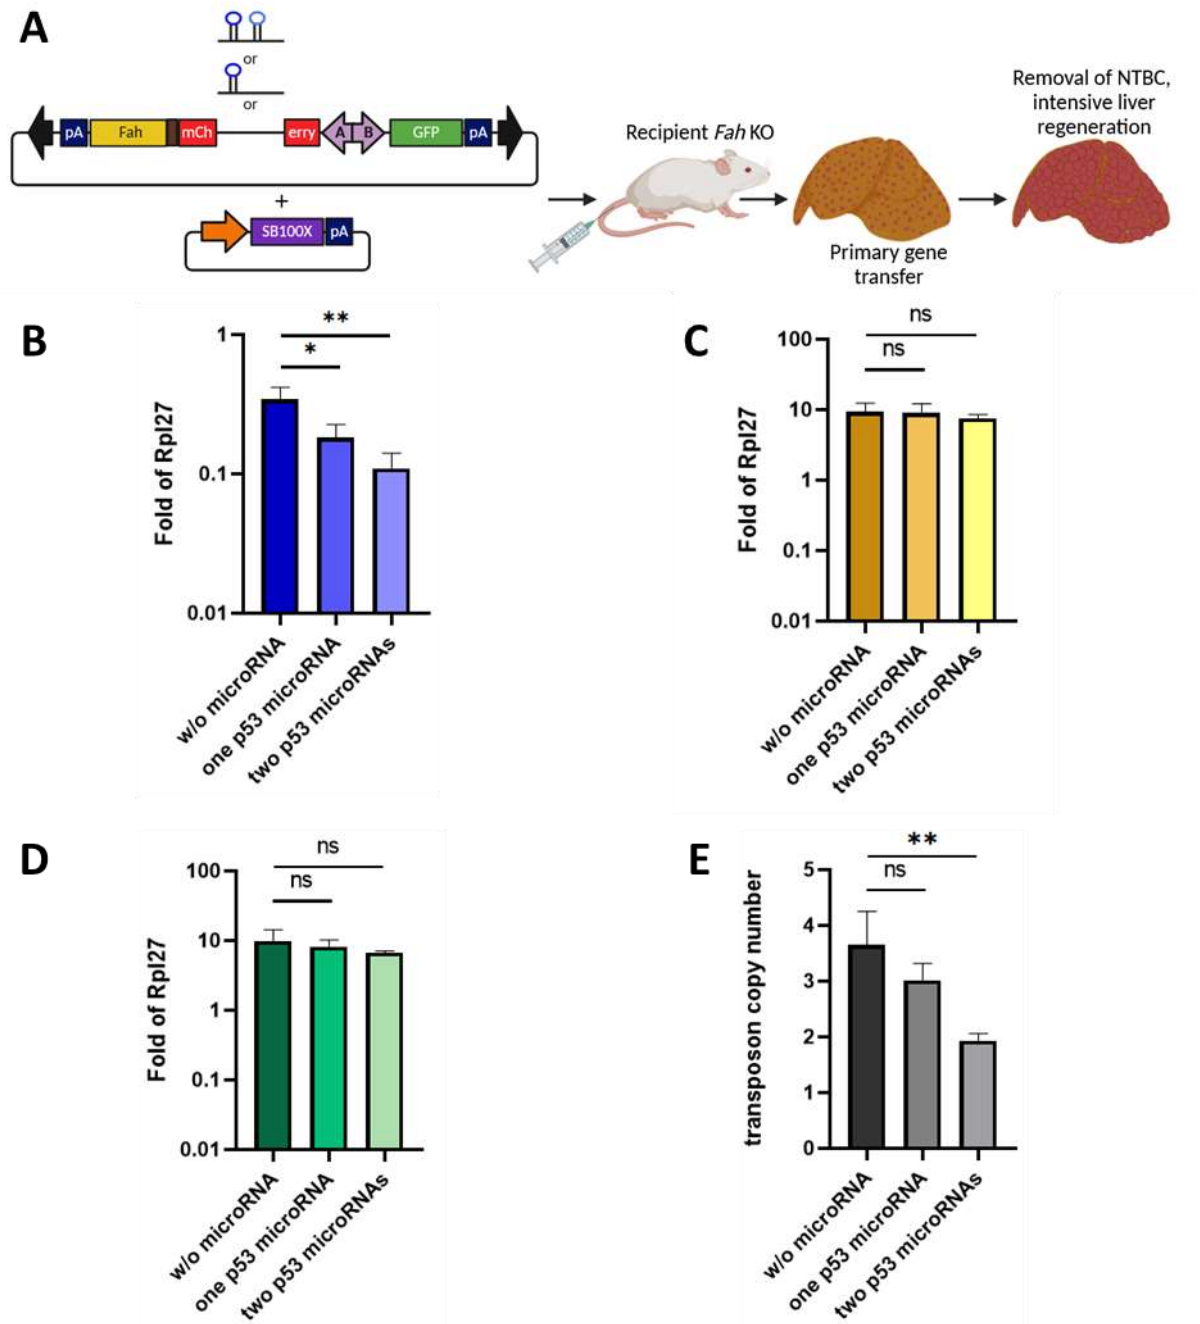 A
or
or
pA Fah mCh erry A B GFP pA
+
SB100X pA
Recipient Fah KO
Primary gene
transfer
Removal of NTBC,
intensive liver
regeneration
B
Fold of Rpl27
1
0.1
0.01
**
*
w/o microRNA
one p53 microRNA
two p53 microRNAs
C
Fold of Rpl27
100
10
1
0.1
0.01
ns
ns
w/o microRNA
one p53 microRNA
two p53 microRNAs
D
Fold of Rpl27
100
10
1
0.1
0.01
ns
ns
w/o microRNA
one p53 microRNA
two p53 microRNAs
E
transposon copy number
5
4
3
2
1
0
**
ns
w/o microRNA
one p53 microRNA
two p53 microRNAs